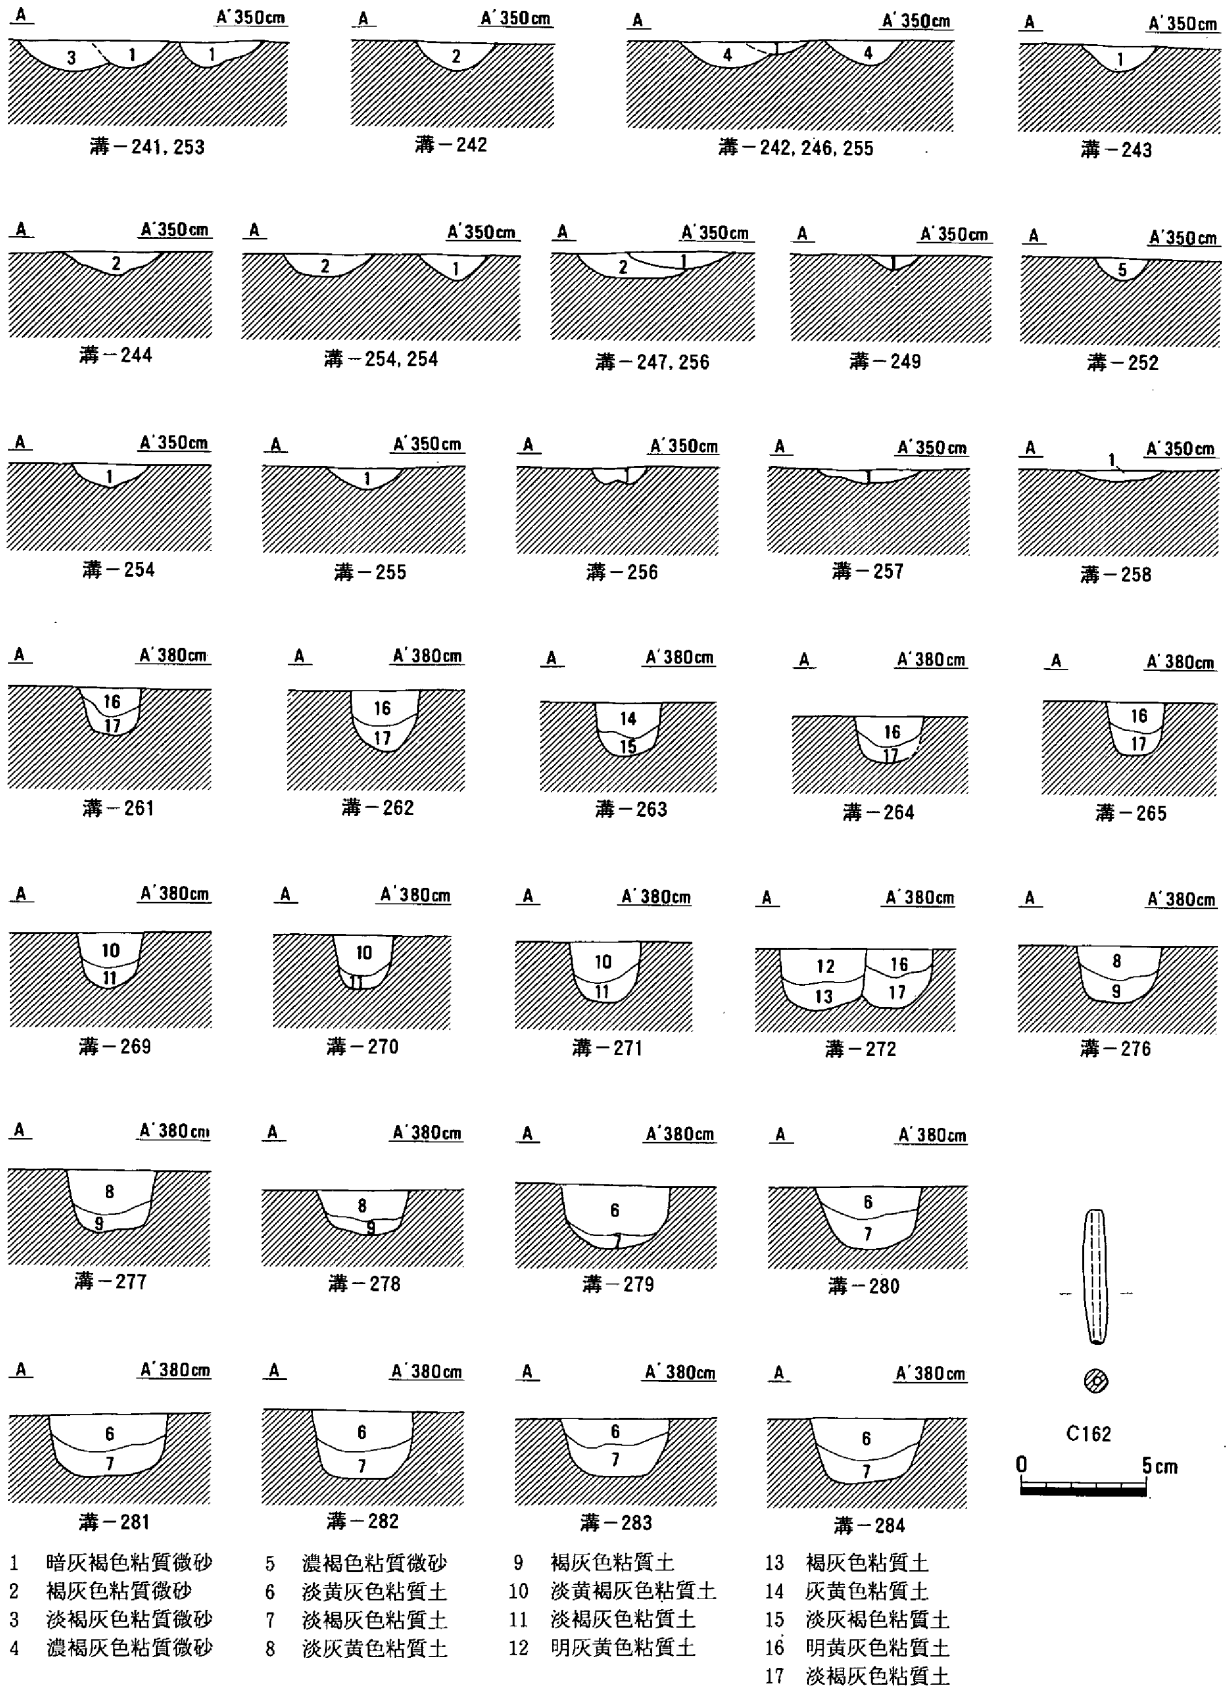 A A′350cm A A′350cm A A′350cm A A′350cm
3 1 1 2 4 1 4 1
溝－241, 253 溝－242 溝－242, 246, 255 溝－243
A A′350cm A A′350cm A A′350cm A A′350cm A A′350cm
2 2 1 2 1 1 5
溝－244 溝－254, 254 溝－247, 256 溝－249 溝－252
A A′350cm A A′350cm A A′350cm A A′350cm A 1 A′350cm
1 1 1 1
溝－254 溝－255 溝－256 溝－257 溝－258
A A′380cm A A′380cm A A′380cm A A′380cm A A′380cm
16 16 14 16 16
17 17 15 17 17
溝－261 溝－262 溝－263 溝－264 溝－265
A A′380cm A A′380cm A A′380cm A A′380cm A A′380cm
10 10 10 12 16 8
11 11 11 13 17 9
溝－269 溝－270 溝－271 溝－272 溝－276
A A′380cm A A′380cm A A′380cm A A′380cm
8 8 6 6
9 9 7 7
溝－277 溝－278 溝－279 溝－280
A A′380cm A A′380cm A A′380cm A A′380cm
6 6 6 6
7 7 7 7
溝－281 溝－282 溝－283 溝－284
C162
0 5cm
1 暗灰褐色粘質微砂
2 褐灰色粘質微砂
3 淡褐灰色粘質微砂
4 濃褐灰色粘質微砂
5 濃褐色粘質微砂
6 淡黄灰色粘質土
7 淡褐灰色粘質土
8 淡灰黄色粘質土
9 褐灰色粘質土
10 淡黄褐灰色粘質土
11 淡褐灰色粘質土
12 明灰黄色粘質土
13 褐灰色粘質土
14 灰黄色粘質土
15 淡灰褐色粘質土
16 明黄灰色粘質土
17 淡褐灰色粘質土